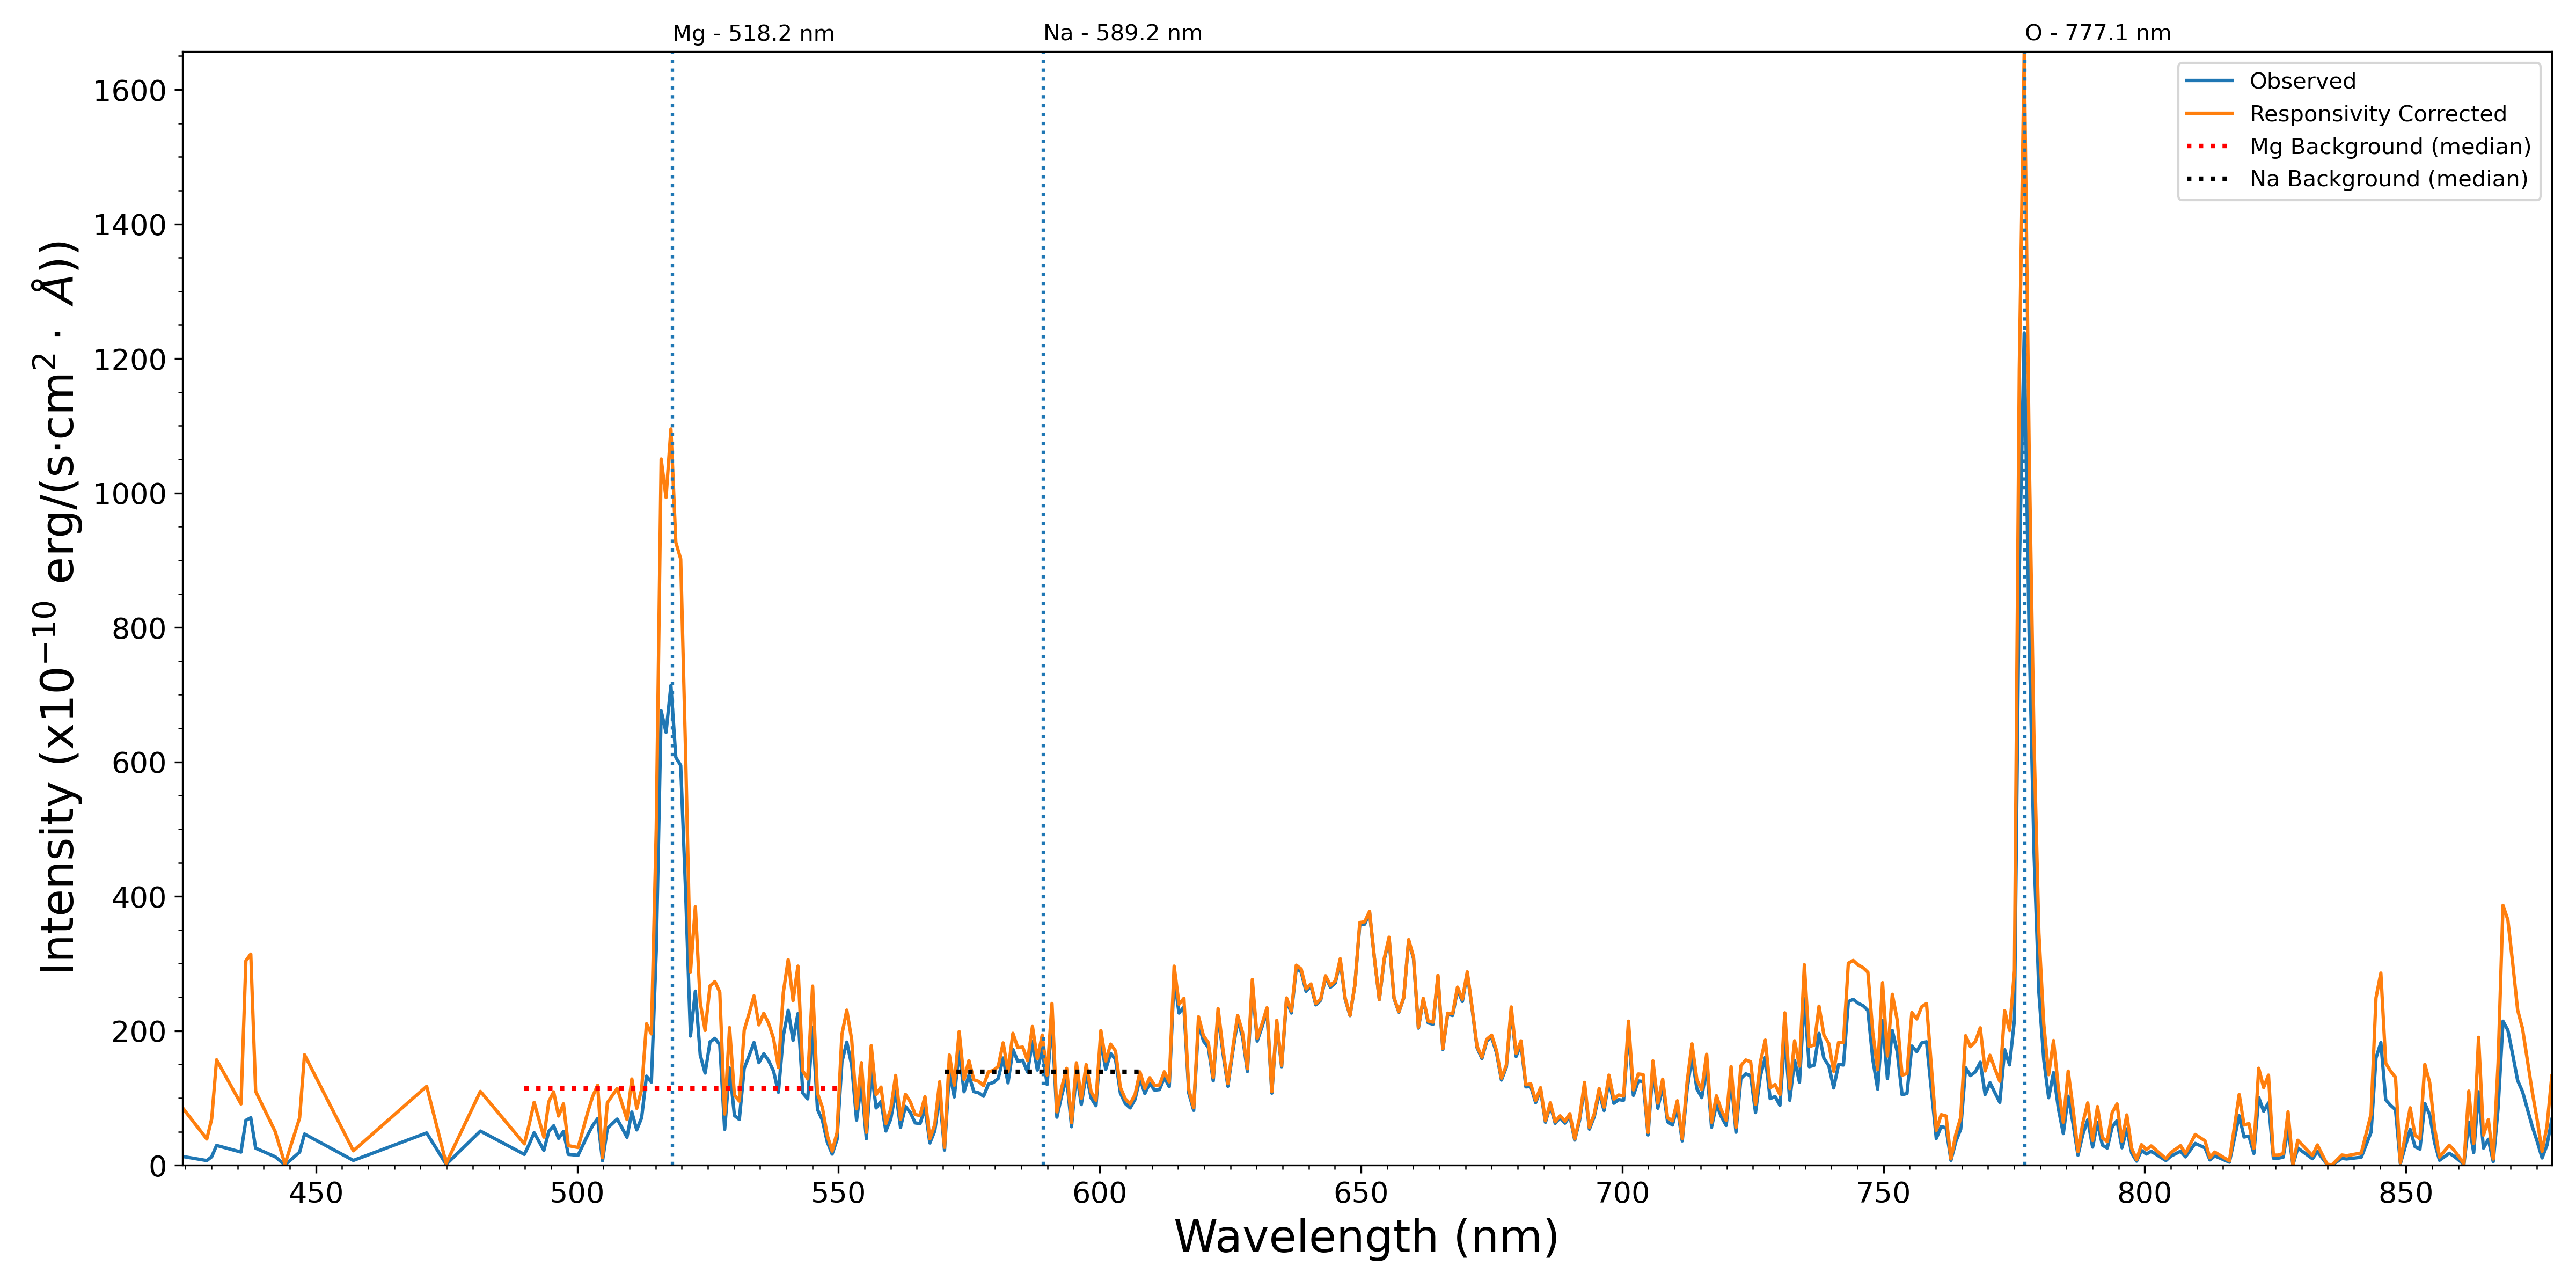 Mg - 518.2 nm
Na - 589.2 nm
O - 777.1 nm
Observed
Responsivity Corrected
Mg Background (median)
Na Background (median)
1600
1400
1200
1000
800
600
400
200
0
Intensity (x10⁻¹⁰ erg/(s·cm² · Å))
450
500
550
600
650
700
750
800
850
Wavelength (nm)